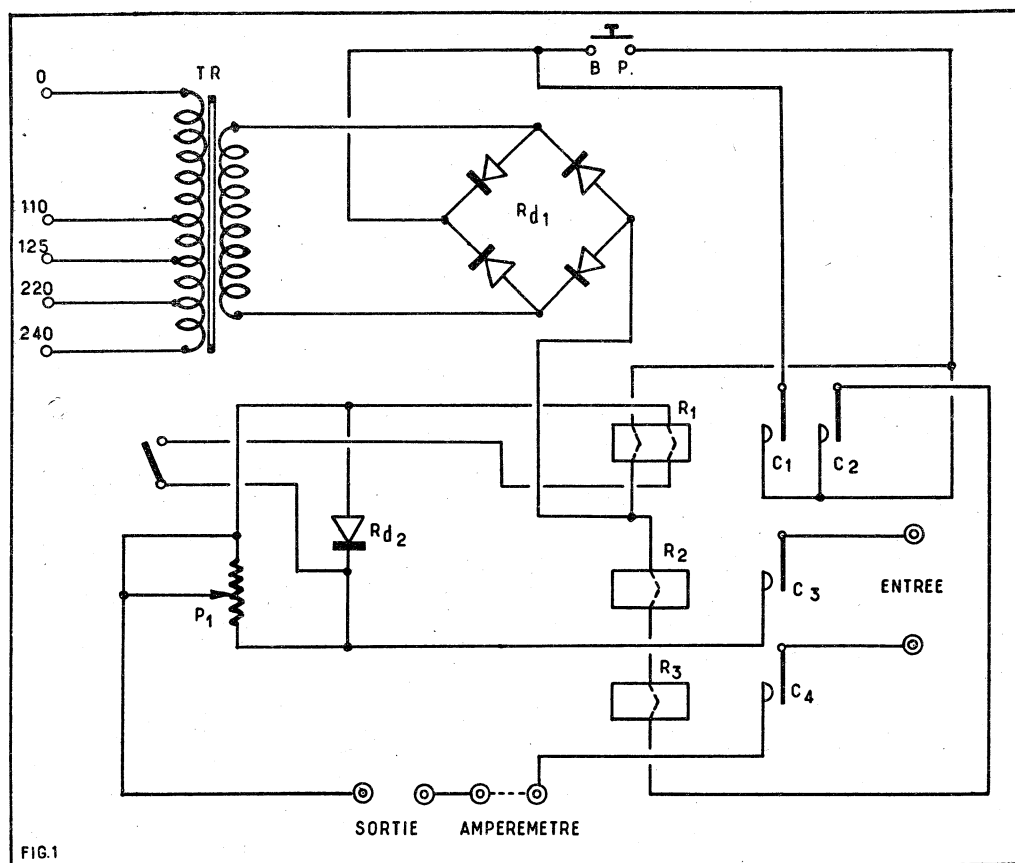 B P.
TR
0
110
125
220
240
Rd1
R1
C1
C2
Rd2
R2
C3
ENTREE
P1
R3
C4
SORTIE
AMPEREMETRE
FIG.1